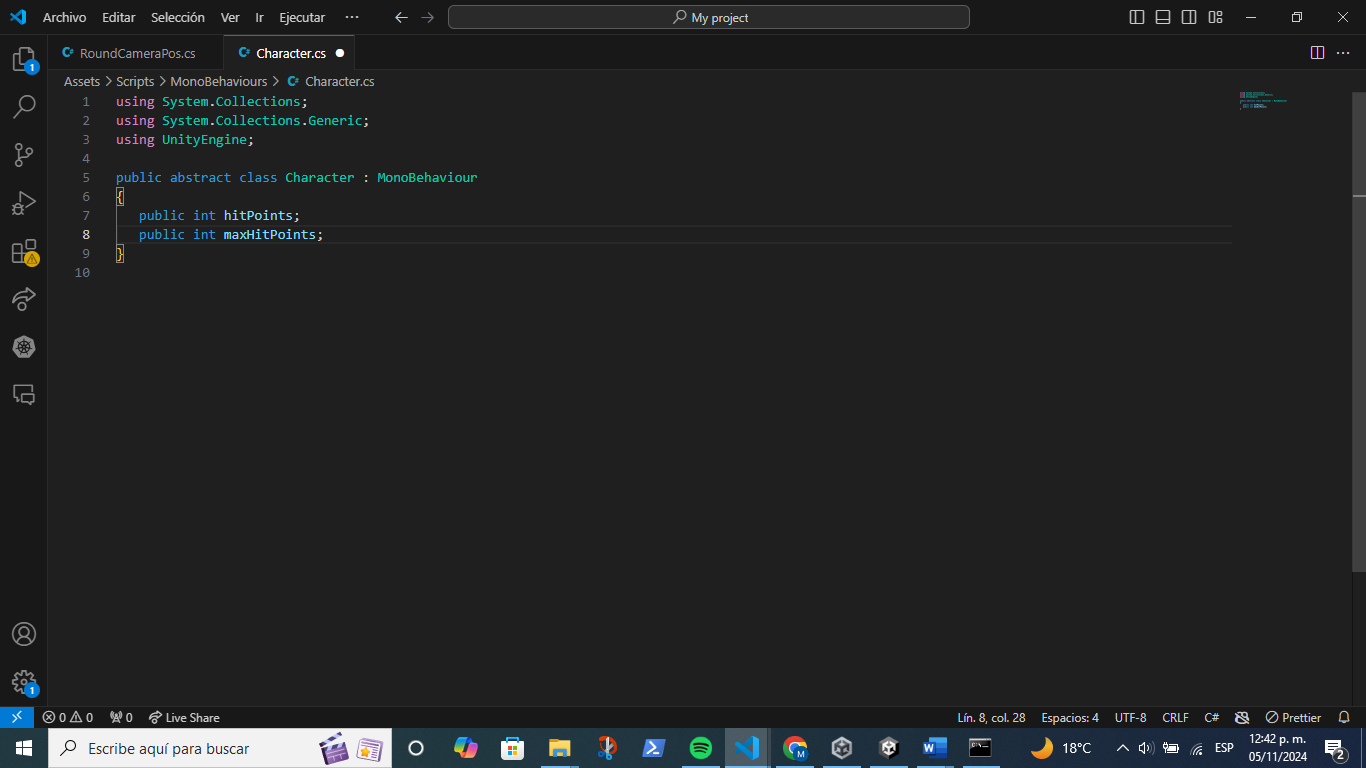 Archivo Editar Selección Ver Ir Ejecutar ··· My project
RoundCameraPos.cs Character.cs
Assets > Scripts > MonoBehaviours > Character.cs
1 using System.Collections;
2 using System.Collections.Generic;
3 using UnityEngine;
4
5 public abstract class Character : MonoBehaviour
6 {
7 public int hitPoints;
8 public int maxHitPoints;
9 }
10
1
1
0 0 0 Live Share Lín. 8, col. 28 Espacios: 4 UTF-8 CRLF C# Prettier
Escribe aquí para buscar M 18°C ESP 12:42 p. m.
05/11/2024 2